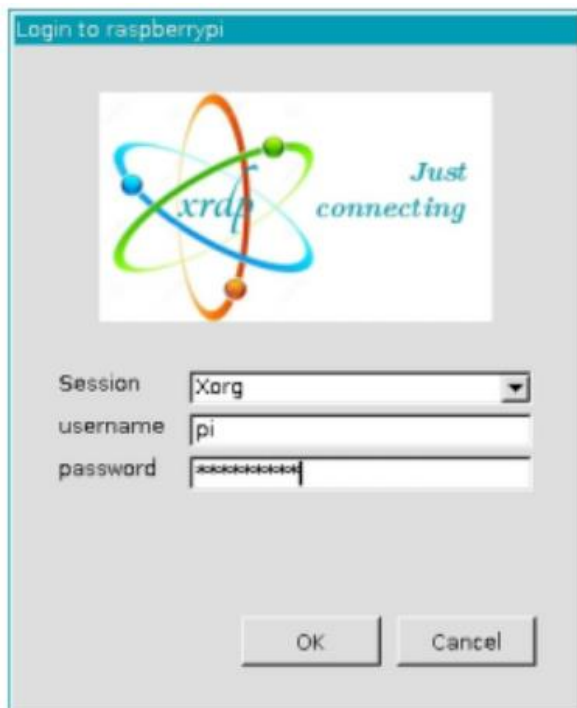 Login to raspberrypi
Just
xrdp
connecting
Session
Xorg
username
pi
password
*********
OK
Cancel